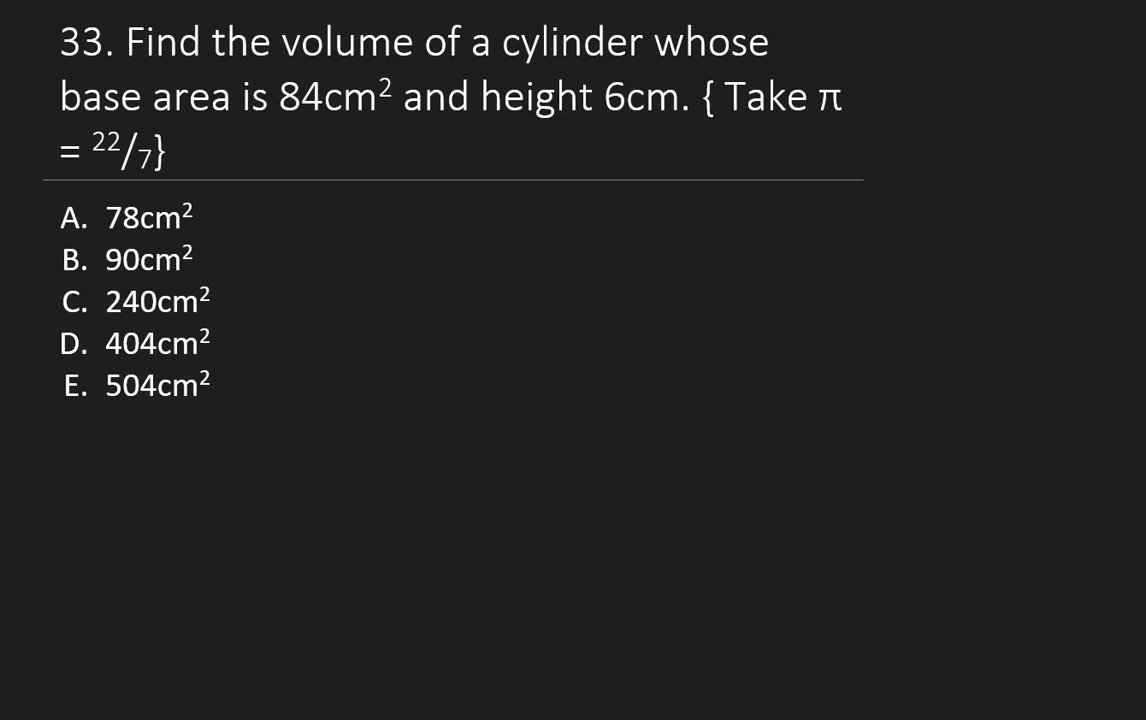 33. Find the volume of a cylinder whose
base area is 84cm² and height 6cm. { Take π
= ²²/₇}
A. 78cm²
B. 90cm²
C. 240cm²
D. 404cm²
E. 504cm²